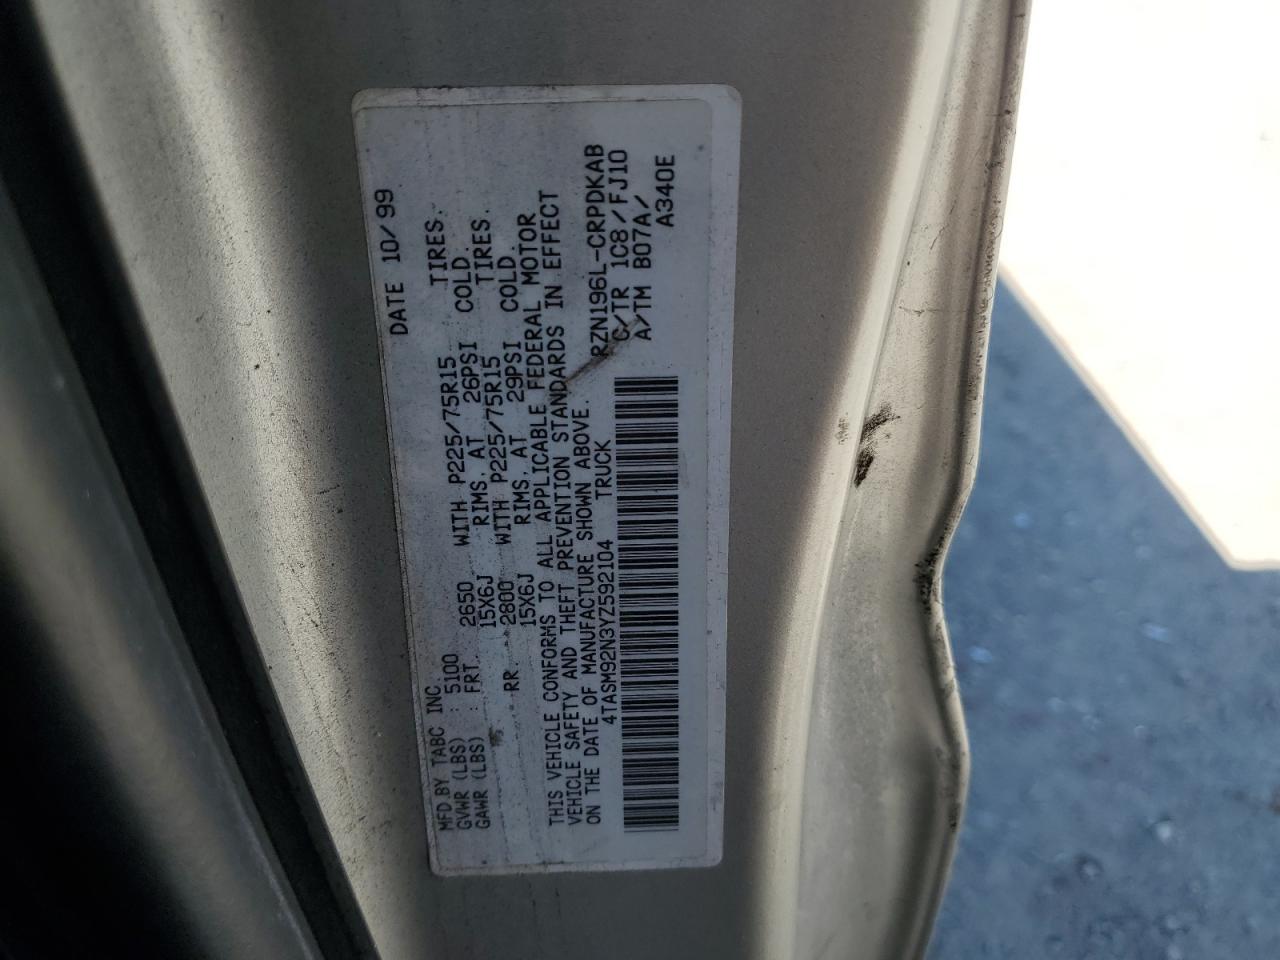 MFD.BY TABC INC. DATE 10/99
GVWR (LBS) : 5100
GAWR (LBS) : FRT. 2650 WITH P225/75R15 TIRES.
15X6J RIMS, AT 26PSI COLD.
RR. 2800 WITH P225/75R15 TIRES.
15X6J RIMS, AT 29PSI COLD.
THIS VEHICLE CONFORMS TO ALL APPLICABLE FEDERAL MOTOR
VEHICLE SAFETY AND THEFT PREVENTION STANDARDS IN EFFECT
ON THE DATE OF MANUFACTURE SHOWN ABOVE.
4TASM92N3YZ592104 TRUCK
RZN196L-CRPDKAB
C/TR 1C8/FJ10
A/TM B07A/
A340E